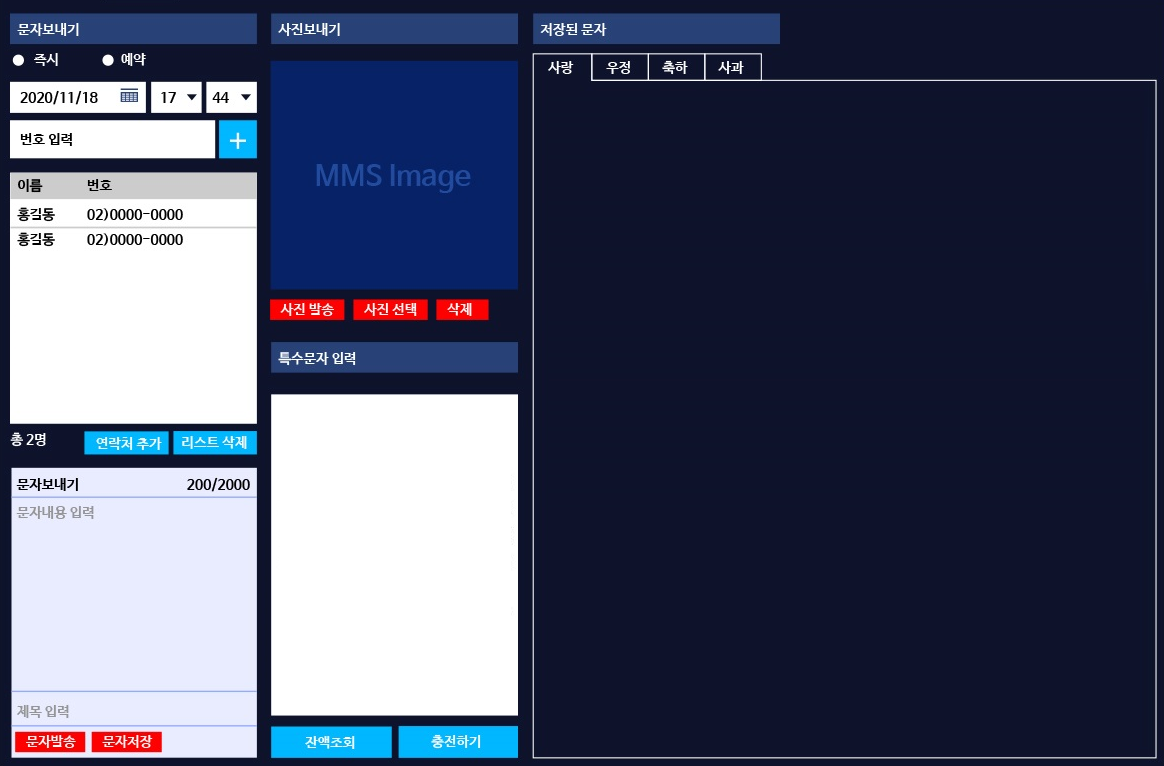 문자보내기
즉시 예약
2020/11/18 17 44
번호 입력 +
이름 번호
홍길동 02)0000-0000
홍길동 02)0000-0000
총 2명 연락처 추가 리스트 삭제
문자보내기 200/2000
문자내용 입력
제목 입력
문자발송 문자저장
사진보내기
MMS Image
사진 발송 사진 선택 삭제
특수문자 입력
잔액조회 충전하기
저장된 문자
사랑 우정 축하 사과